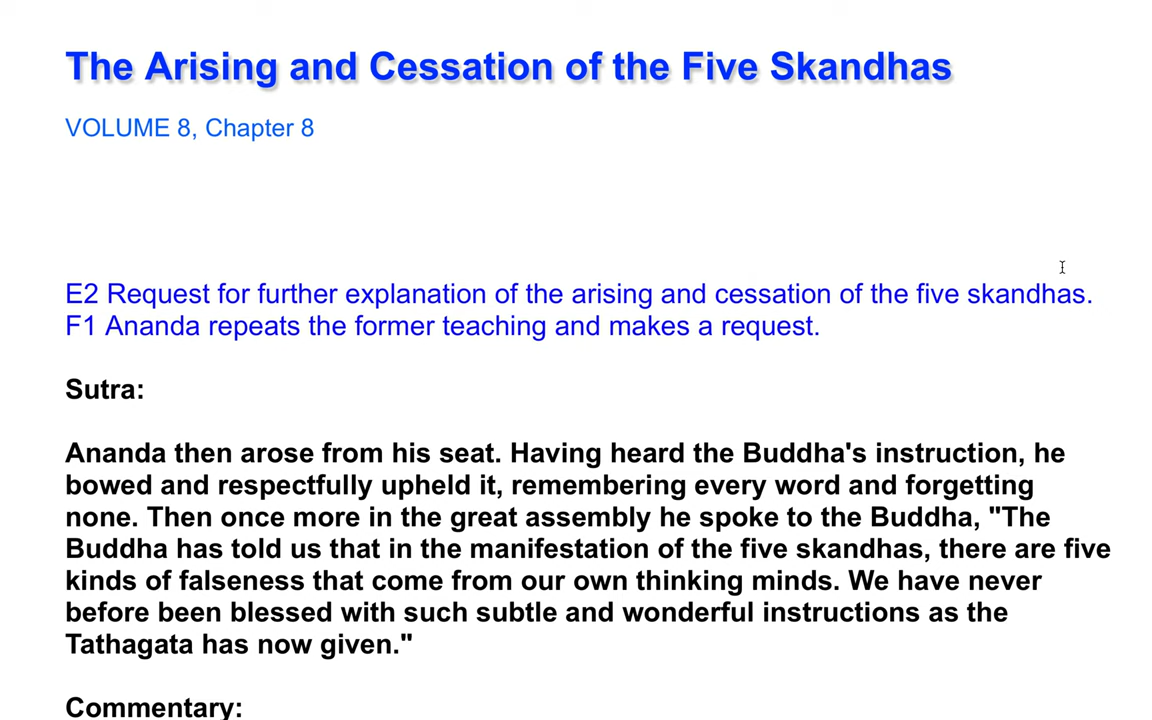 The Arising and Cessation of the Five Skandhas
VOLUME 8, Chapter 8
E2 Request for further explanation of the arising and cessation of the five skandhas.
F1 Ananda repeats the former teaching and makes a request.
Sutra:
Ananda then arose from his seat. Having heard the Buddha's instruction, he
bowed and respectfully upheld it, remembering every word and forgetting
none. Then once more in the great assembly he spoke to the Buddha, "The
Buddha has told us that in the manifestation of the five skandhas, there are five
kinds of falseness that come from our own thinking minds. We have never
before been blessed with such subtle and wonderful instructions as the
Tathagata has now given."
Commentary: